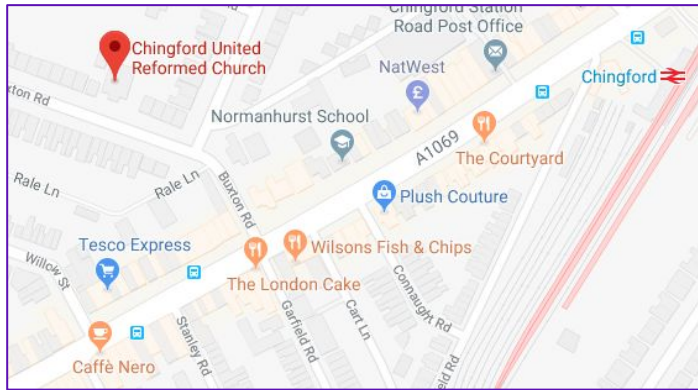 Chingford Station
Road Post Office
Chingford United
Reformed Church
NatWest
Chingford
Normanhurst School
A1069
The Courtyard
Rale Ln
Rale Ln
Buxton Rd
Plush Couture
Tesco Express
Willow St
Wilsons Fish & Chips
The London Cake
Connaught Rd
Cart Ln
Garfield Rd
Stanley Rd
Caffè Nero